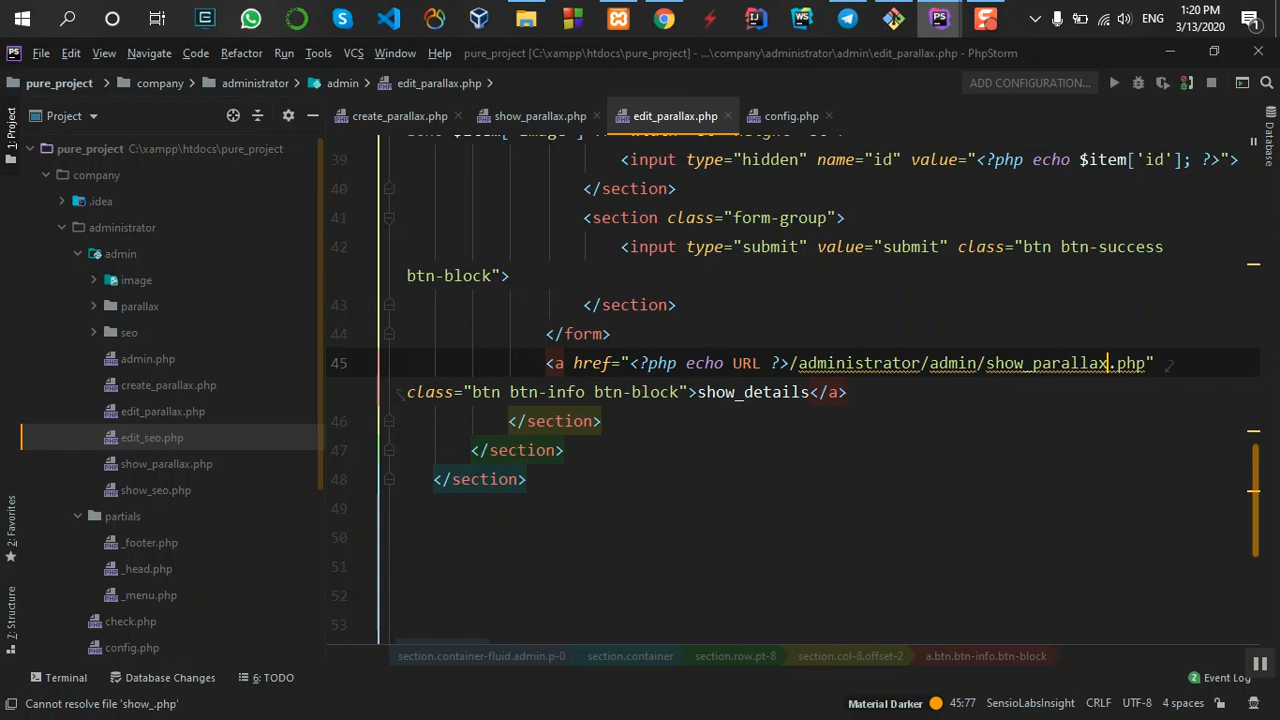 1:20 PM
ENG
3/13/2020
File Edit View Navigate Code Refactor Run Tools VCS Window Help pure_project [C:\xampp\htdocs\pure_project] - ...\company\administrator\admin\edit_parallax.php - PhpStorm
pure_project company administrator admin edit_parallax.php ADD CONFIGURATION...
Project
create_parallax.php show_parallax.php edit_parallax.php config.php
1: Project
Database
pure_project C:\xampp\htdocs\pure_project
company
.idea
administrator
admin
image
parallax
seo
admin.php
create_parallax.php
edit_parallax.php
edit_seo.php
show_parallax.php
show_seo.php
partials
_footer.php
_head.php
_menu.php
check.php
config.php
39 <input type="hidden" name="id" value="<?php echo $item['id']; ?>">
40 </section>
41 <section class="form-group">
42 <input type="submit" value="submit" class="btn btn-success
btn-block">
43 </section>
44 </form>
45 <a href="<?php echo URL ?>/administrator/admin/show_parallax.php"
class="btn btn-info btn-block">show_details</a>
46 </section>
47 </section>
48 </section>
49
50
51
52
53
2: Favorites
Z: Structure
section.container-fluid.admin.p-0 section.container section.row.pt-8 section.col-8.offset-2 a.btn.btn-info.btn-block
Terminal Database Changes 6: TODO 2 Event Log
Cannot resolve file 'show_.php' Material Darker SensioLabsInsight 45:77 CRLF UTF-8 4 spaces